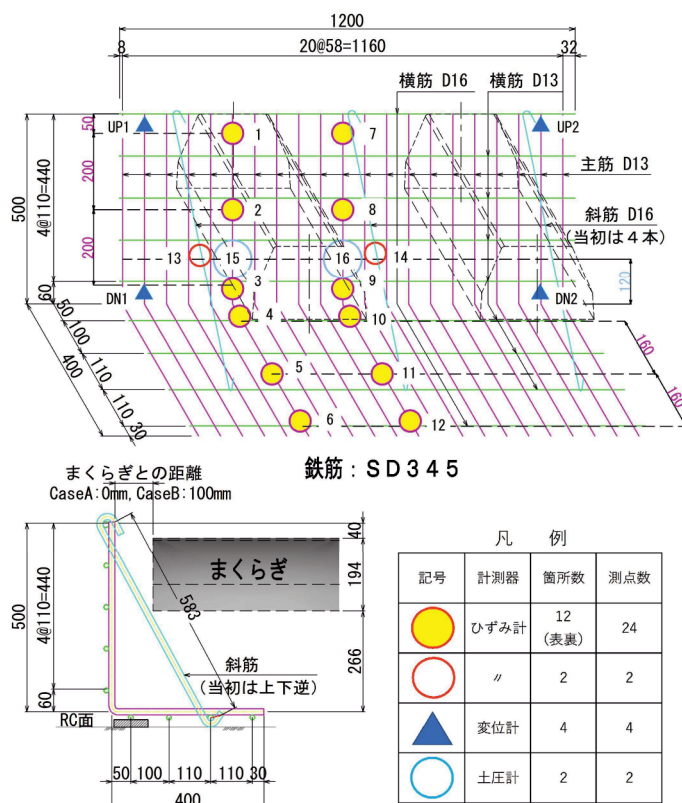 1200
8
20@58=1160
32
横筋 D16
横筋 D13
50
UP1
1
7
UP2
200
主筋 D13
500
4@110=440
2
8
斜筋 D16
(当初は４本)
200
13
15
16
14
120
3
9
60
DN1
DN2
4
10
50
100
160
400
110
5
11
110
160
30
6
12
鉄筋：ＳＤ３４５
まくらぎとの距離
CaseA:0mm,CaseB:100mm
40
まくらぎ
194
500
4@110=440
583
266
斜筋
(当初は上下逆)
60
RC面
50
100
110
110
30
400
凡 例
記号 計測器 箇所数 測点数
ひずみ計 12 (表裏) 24
〃 2 2
変位計 4 4
土圧計 2 2